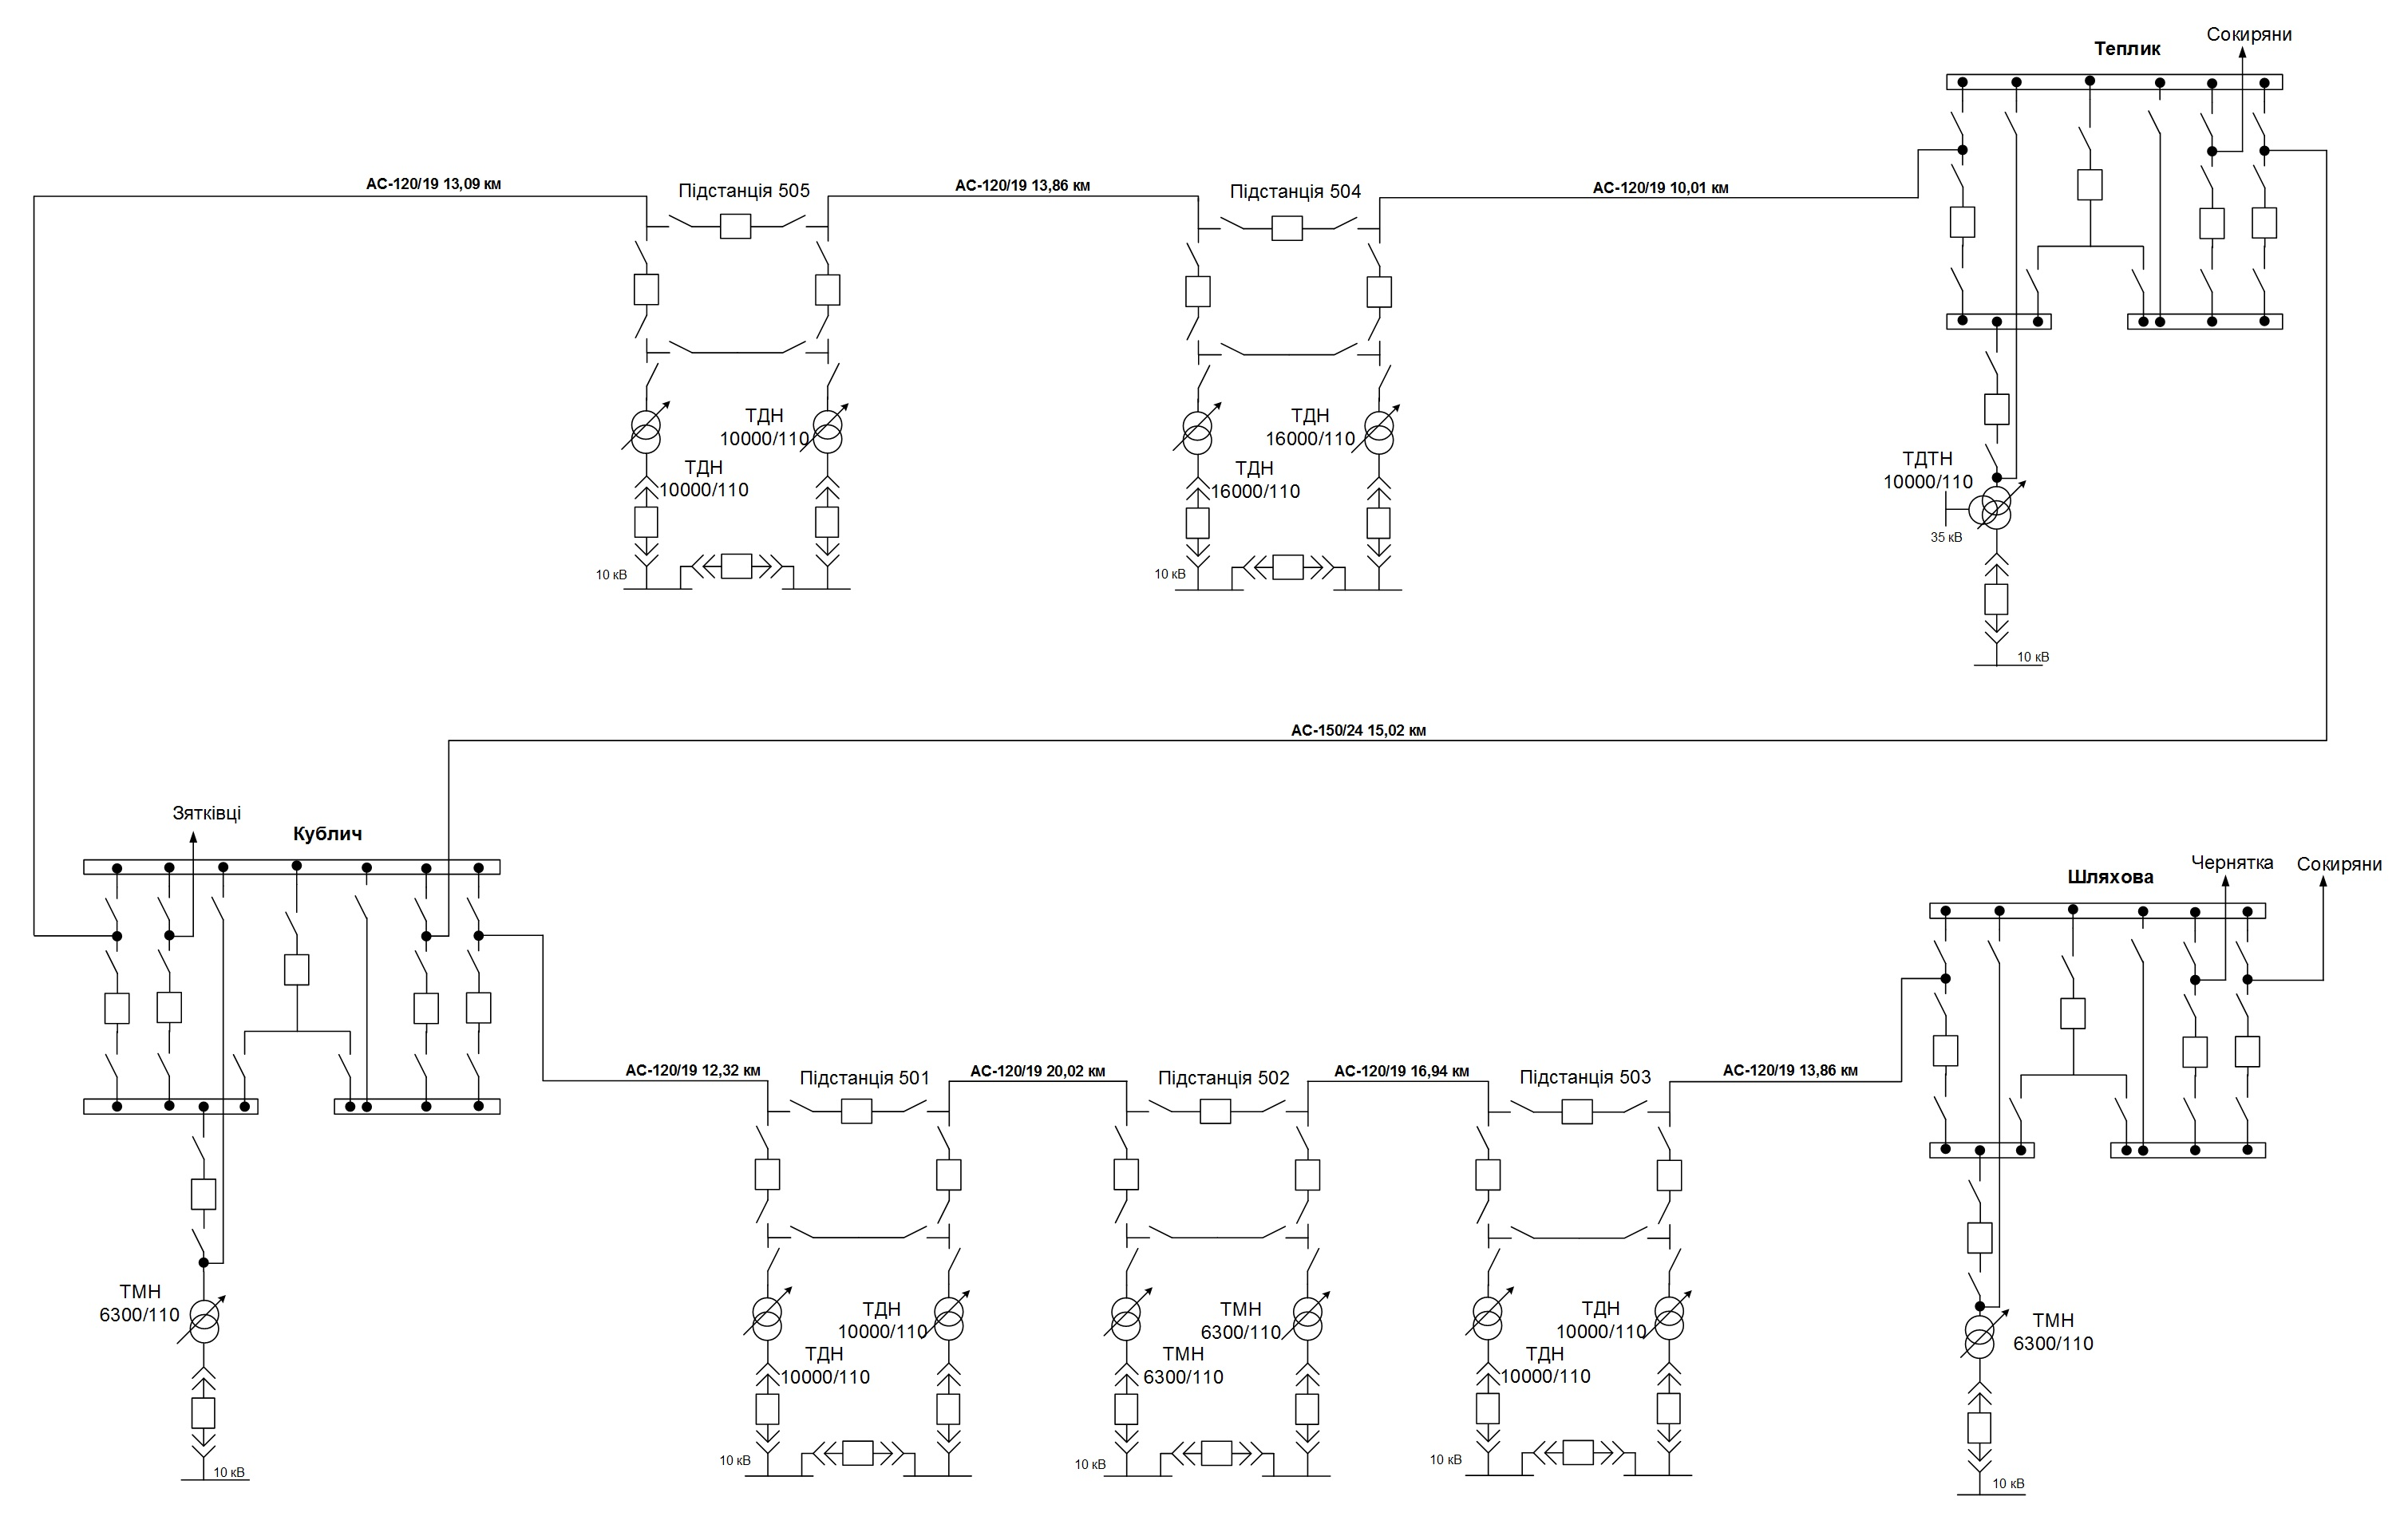 Сокиряни
Теплик
АС-120/19 13,09 км
Підстанція 505
АС-120/19 13,86 км
Підстанція 504
АС-120/19 10,01 км
ТДН
10000/110
ТДН
10000/110
10 кВ
ТДН
16000/110
ТДН
16000/110
10 кВ
ТДТН
10000/110
35 кВ
10 кВ
АС-150/24 15,02 км
Зятківці
Кублич
Чернятка
Сокиряни
Шляхова
АС-120/19 12,32 км
Підстанція 501
АС-120/19 20,02 км
Підстанція 502
АС-120/19 16,94 км
Підстанція 503
АС-120/19 13,86 км
ТМН
6300/110
10 кВ
ТДН
10000/110
ТДН
10000/110
10 кВ
ТМН
6300/110
ТМН
6300/110
10 кВ
ТДН
10000/110
ТДН
10000/110
10 кВ
ТМН
6300/110
10 кВ